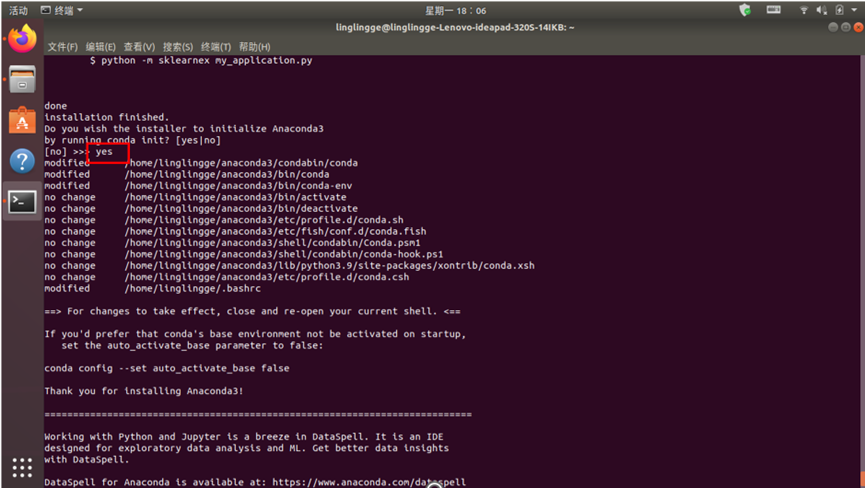 活动 终端 星期一 18：06
linglingge@linglingge-Lenovo-ideapad-320S-14IKB: ~
文件(F) 编辑(E) 查看(V) 搜索(S) 终端(T) 帮助(H)
$ python -m sklearnex my_application.py
done
installation finished.
Do you wish the installer to initialize Anaconda3
by running conda init? [yes|no]
[no] >>> yes
modified /home/linglingge/anaconda3/condabin/conda
modified /home/linglingge/anaconda3/bin/conda
modified /home/linglingge/anaconda3/bin/conda-env
no change /home/linglingge/anaconda3/bin/activate
no change /home/linglingge/anaconda3/bin/deactivate
no change /home/linglingge/anaconda3/etc/profile.d/conda.sh
no change /home/linglingge/anaconda3/etc/fish/conf.d/conda.fish
no change /home/linglingge/anaconda3/shell/condabin/Conda.psm1
no change /home/linglingge/anaconda3/shell/condabin/conda-hook.ps1
no change /home/linglingge/anaconda3/lib/python3.9/site-packages/xontrib/conda.xsh
no change /home/linglingge/anaconda3/etc/profile.d/conda.csh
modified /home/linglingge/.bashrc
==> For changes to take effect, close and re-open your current shell. <==
If you'd prefer that conda's base environment not be activated on startup,
set the auto_activate_base parameter to false:
conda config --set auto_activate_base false
Thank you for installing Anaconda3!
===========================================================================
Working with Python and Jupyter is a breeze in DataSpell. It is an IDE
designed for exploratory data analysis and ML. Get better data insights
with DataSpell.
DataSpell for Anaconda is available at: https://www.anaconda.com/dataspell